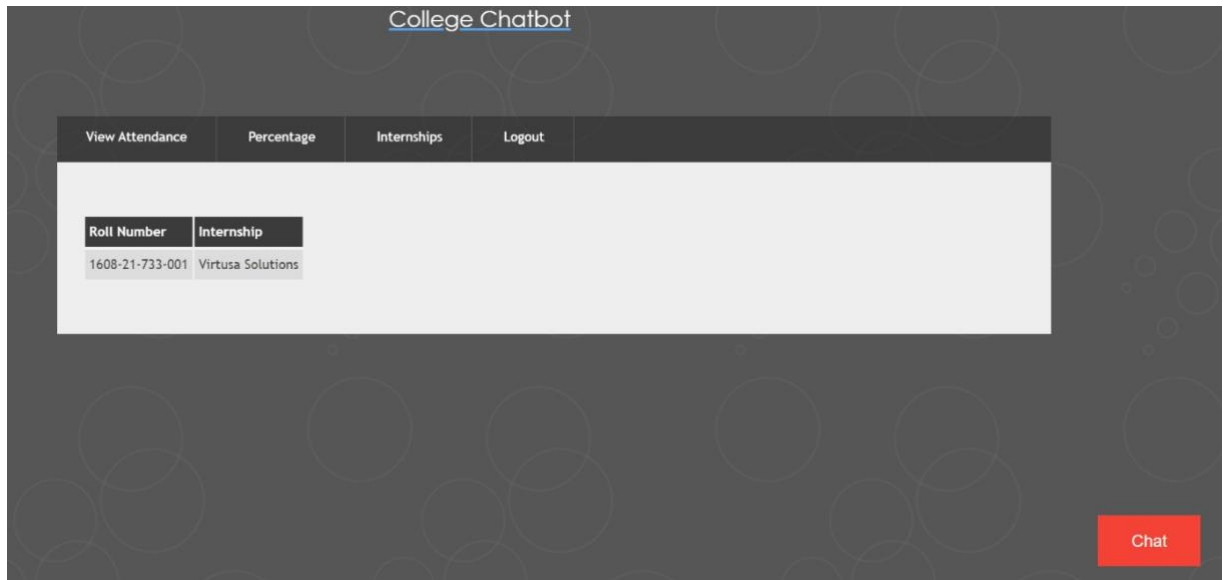 College Chatbot
View Attendance Percentage Internships Logout
Roll Number Internship
1608-21-733-001 Virtusa Solutions
Chat